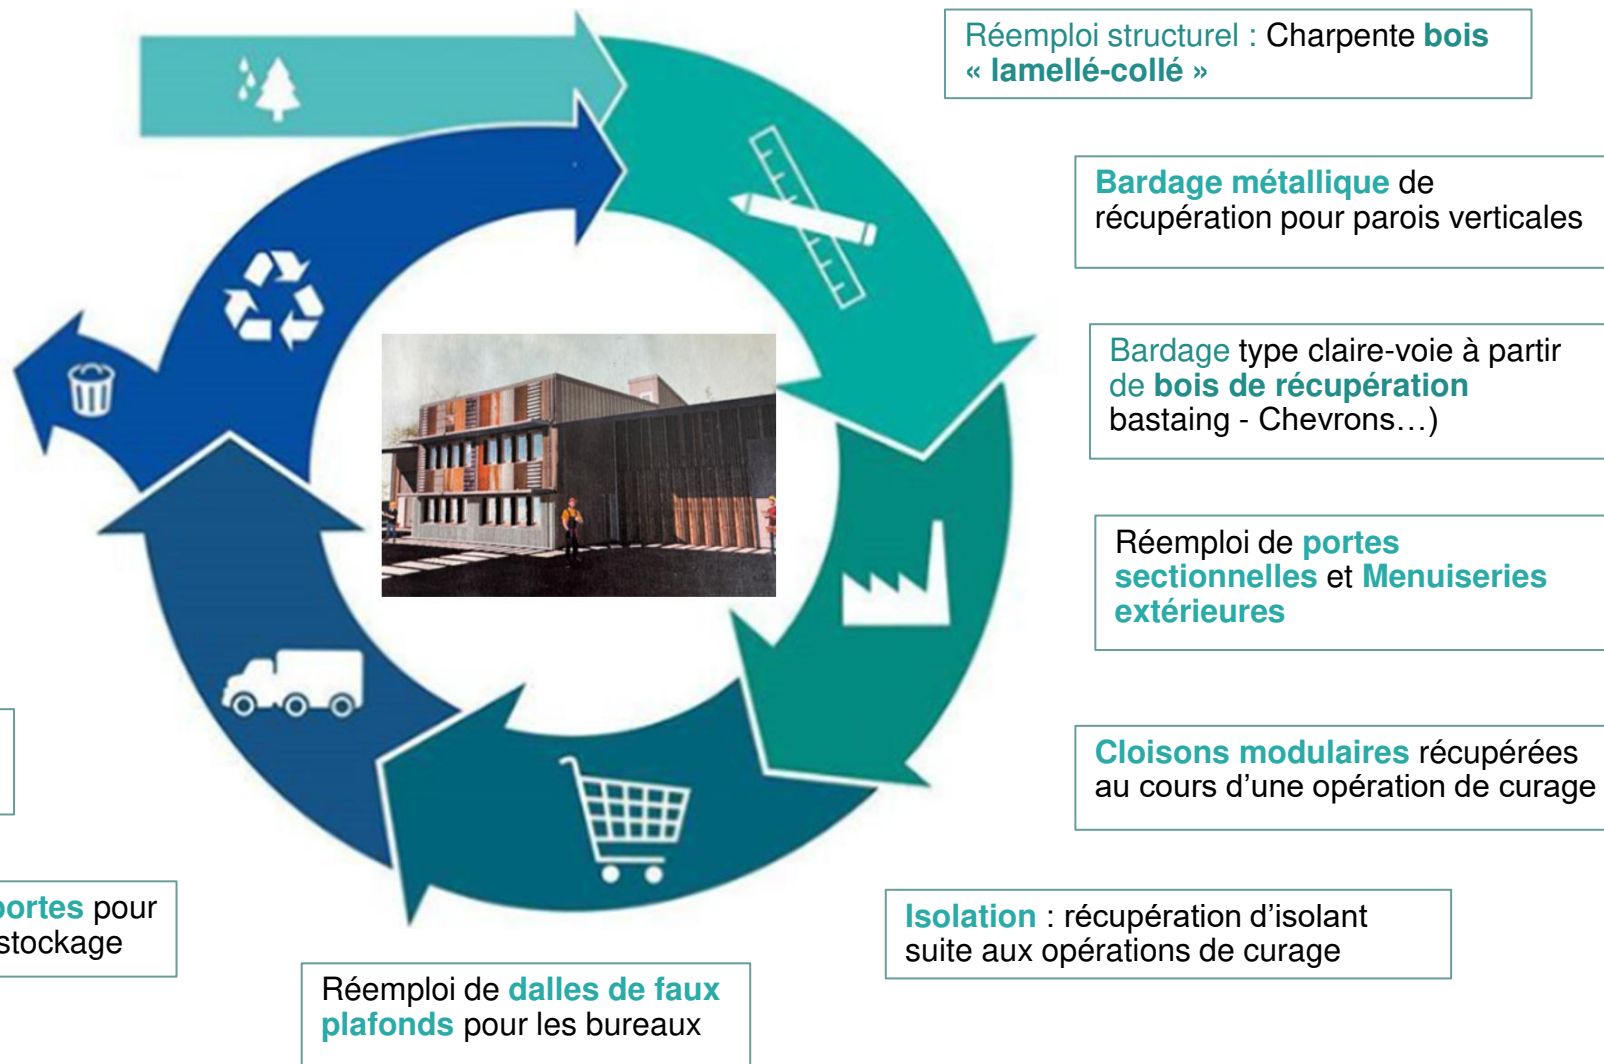 Réemploi structurel : Charpente bois
« lamellé-collé »
Bardage métallique de
récupération pour parois verticales
Bardage type claire-voie à partir
de bois de récupération
bastaing - Chevrons…)
Réemploi de portes
sectionnelles et Menuiseries
extérieures
Cloisons modulaires récupérées
au cours d’une opération de curage
Isolation : récupération d’isolant
suite aux opérations de curage
Réemploi de dalles de faux
plafonds pour les bureaux
portes pour
stockage